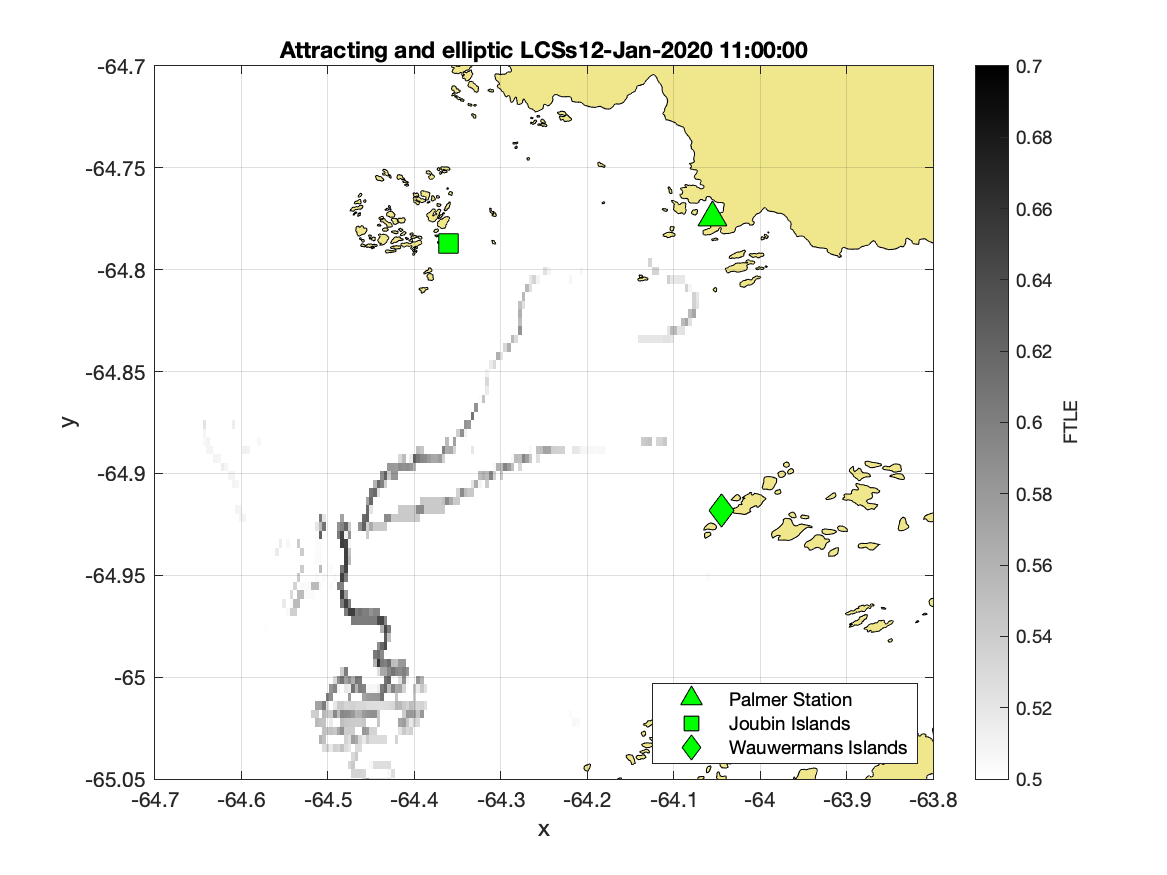 Attracting and elliptic LCSs12-Jan-2020 11:00:00
-64.7
-64.75
-64.8
-64.85
-64.9
-64.95
-65
-65.05
y
-64.7 -64.6 -64.5 -64.4 -64.3 -64.2 -64.1 -64 -63.9 -63.8
x
Palmer Station
Joubin Islands
Wauwermans Islands
0.7
0.68
0.66
0.64
0.62
0.6
0.58
0.56
0.54
0.52
0.5
FTLE